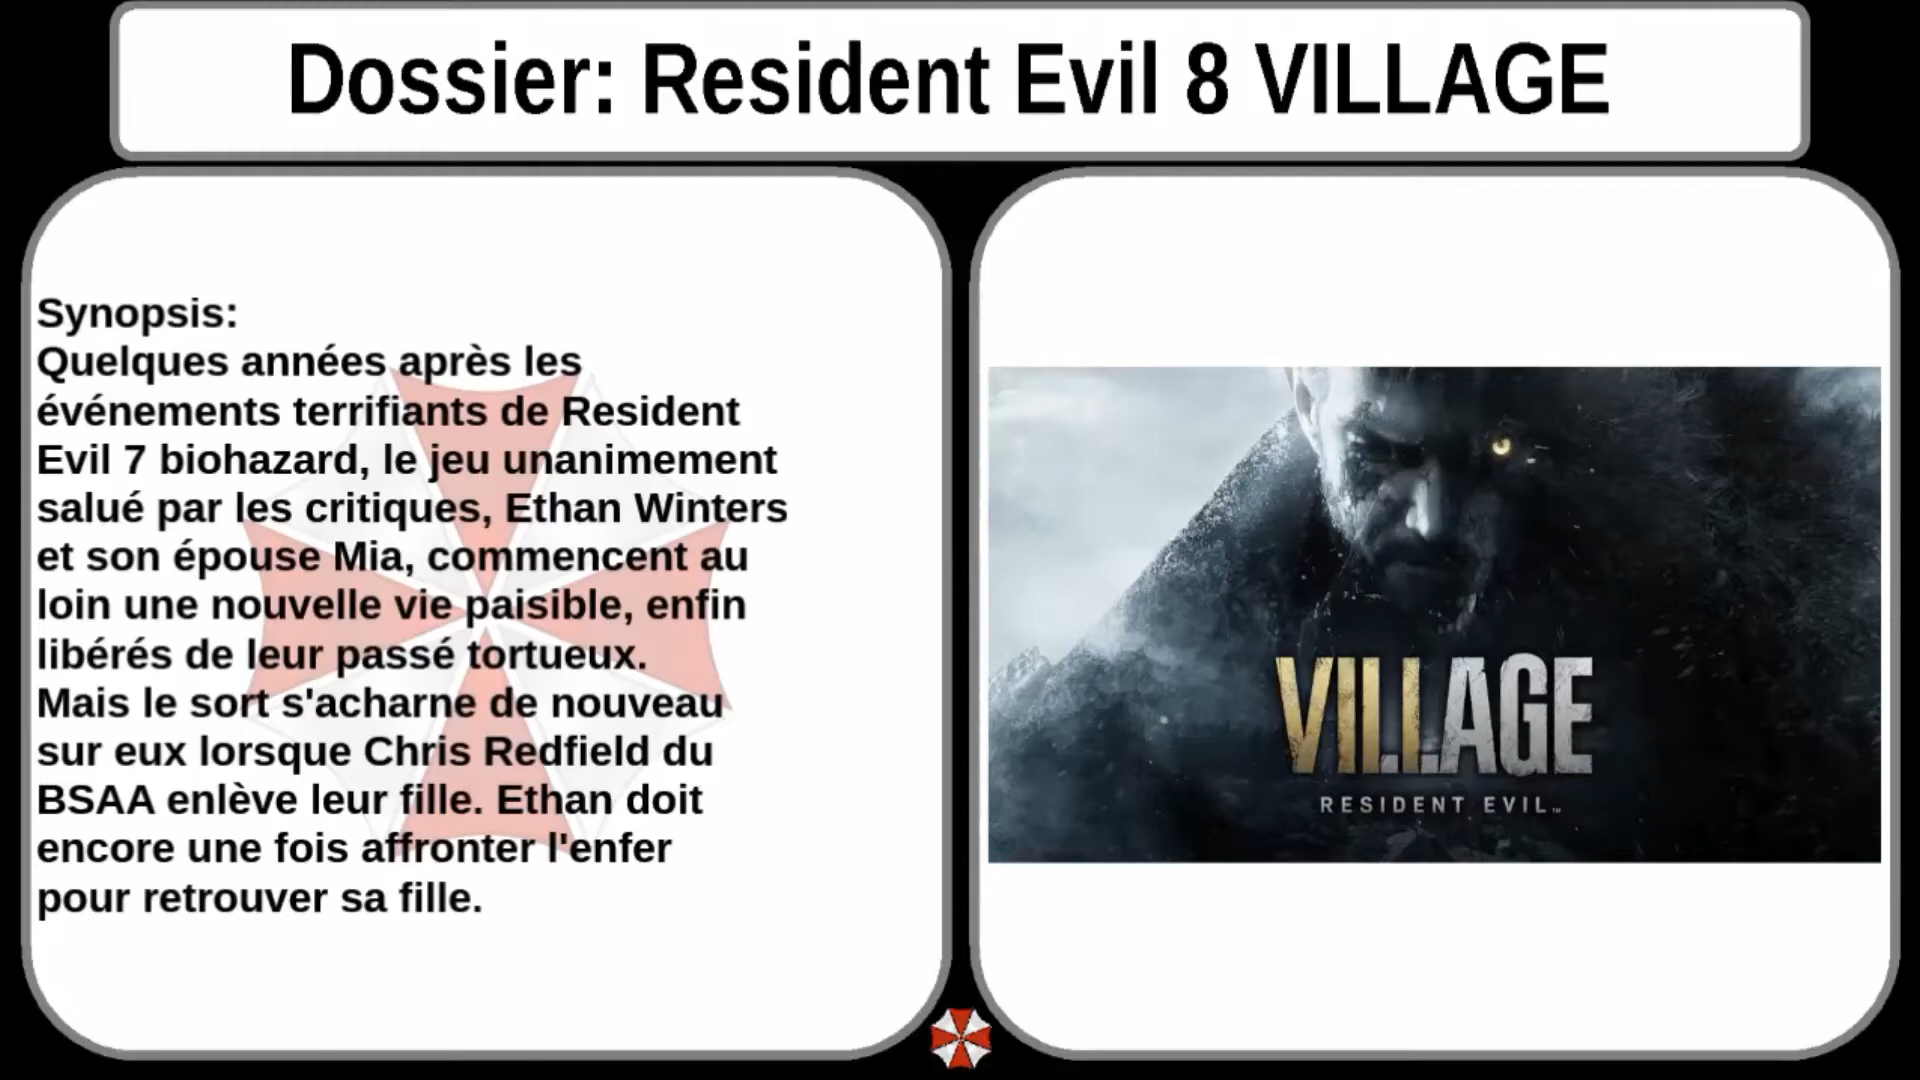 Dossier: Resident Evil 8 VILLAGE
Synopsis:
Quelques années après les
événements terrifiants de Resident
Evil 7 biohazard, le jeu unanimement
salué par les critiques, Ethan Winters
et son épouse Mia, commencent au
loin une nouvelle vie paisible, enfin
libérés de leur passé tortueux.
Mais le sort s'acharne de nouveau
sur eux lorsque Chris Redfield du
BSAA enlève leur fille. Ethan doit
encore une fois affronter l'enfer
pour retrouver sa fille.
VILLAGE
RESIDENT EVIL™